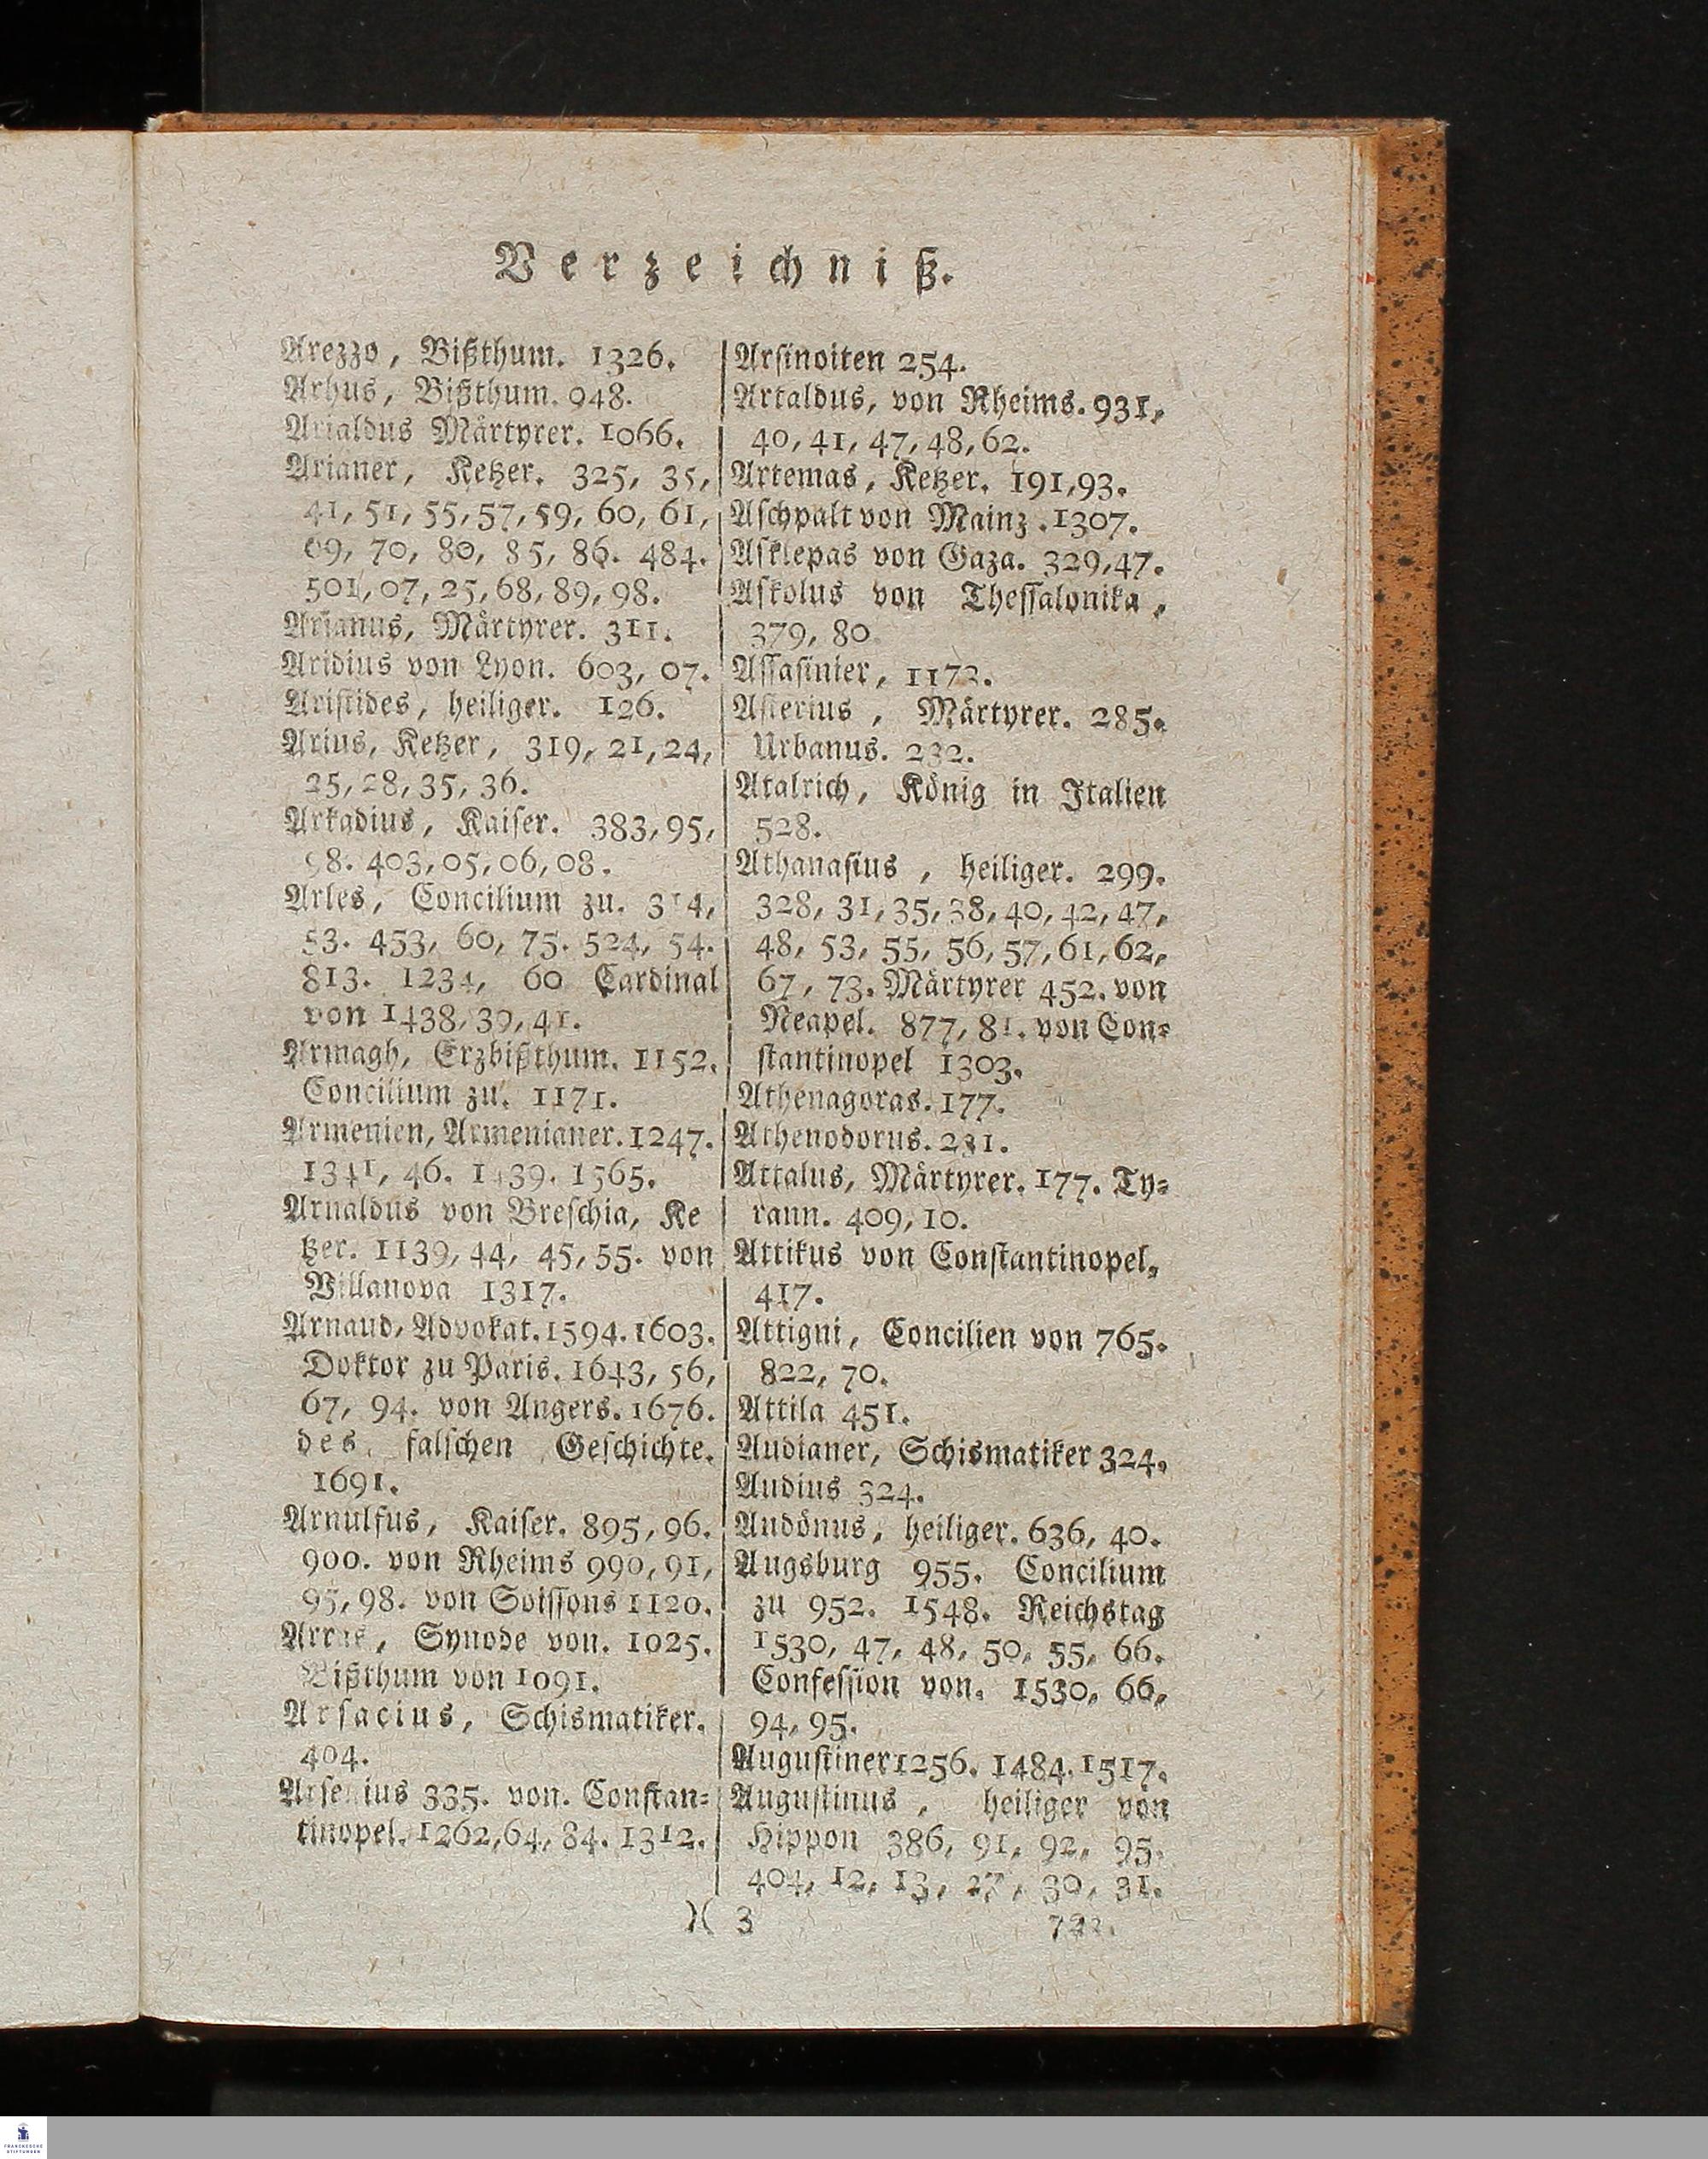 Verzeichniß.
Arezzo, Bißthum. 1326.
Arhus, Bißthum. 948.
Arialdus Märtyrer. 1066.
Arianer, Ketzer. 325, 35,
41, 51, 55, 57, 59, 60, 61,
69, 70, 80, 85, 86. 484.
501, 07, 25, 68, 89, 98.
Arianus, Märtyrer. 311.
Aridius von Lyon. 603, 07.
Aristides, heiliger. 126.
Arius, Ketzer, 319, 21, 24,
25, 28, 35, 36.
Arkadius, Kaiser. 383, 95,
98. 403, 05, 06, 08.
Arles, Concilium zu. 314,
53. 453, 60, 75. 524, 54.
813. 1234, 60 Cardinal
von 1438, 39, 41.
Armagh, Erzbißthum. 1152.
Concilium zu. 1171.
Armenien, Armenianer. 1247.
1341, 46. 1439. 1565.
Arnaldus von Breschia, Ke
tzer. 1139, 44, 45, 55. von
Villanova 1317.
Arnaud, Advokat. 1594. 1603.
Doktor zu Paris. 1643, 56,
67, 94. von Angers. 1676.
des falschen Geschichte.
1691.
Arnulfus, Kaiser. 895, 96.
900. von Rheims 990, 91,
95, 98. von Soissons 1120.
Arras, Synode von. 1025.
Bißthum von 1091.
Arsacius, Schismatiker.
404.
Arsenius 335. von. Constan-
tinopel. 1262, 64, 84. 1312.
Arsinoiten 254.
Artaldus, von Rheims. 931,
40, 41, 47, 48, 62.
Artemas, Ketzer. 191, 93.
Aschpalt von Mainz. 1307.
Asklepas von Gaza. 329, 47.
Askolus von Thessalonika,
379, 80
Assasinier, 1172.
Asterius, Märtyrer. 285.
Urbanus. 232.
Atalrich, König in Italien
528.
Athanasius, heiliger. 299.
328, 31, 35, 38, 40, 42, 47,
48, 53, 55, 56, 57, 61, 62,
67, 73. Märtyrer 452. von
Neapel. 877, 81. von Con-
stantinopel 1303.
Athenagoras. 177.
Athenodorus. 231.
Attalus, Märtyrer. 177. Ty-
rann. 409, 10.
Attikus von Constantinopel,
417.
Attigni, Concilien von 765.
822, 70.
Attila 451.
Audianer, Schismatiker 324.
Audius 324.
Audönus, heiliger. 636, 40.
Augsburg 955. Concilium
zu 952. 1548. Reichstag
1530, 47, 48, 50, 55, 66.
Confession von. 1530, 66,
94, 95.
Augustiner 1256. 1484. 1517.
Augustinus, heiliger von
Hippon 386, 91, 92, 95.
404, 12, 13, 27, 30, 31.
)( 3
FRANCKESCHE
STIFTUNGEN